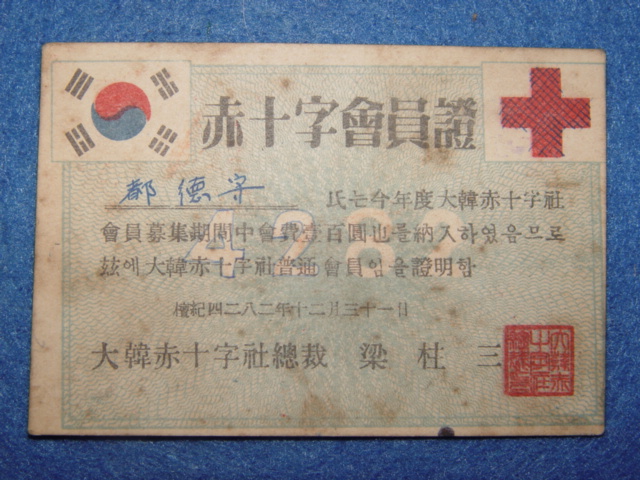 赤十字會員證
都德守 氏는今年度大韓赤十字社
會員募集期間中會費壹百圓也를納入하였음므로
玆에大韓赤十字社普通會員임을證明함
檀紀四二八二年十二月三十一日
大韓赤十字社總裁 梁柱三
4282